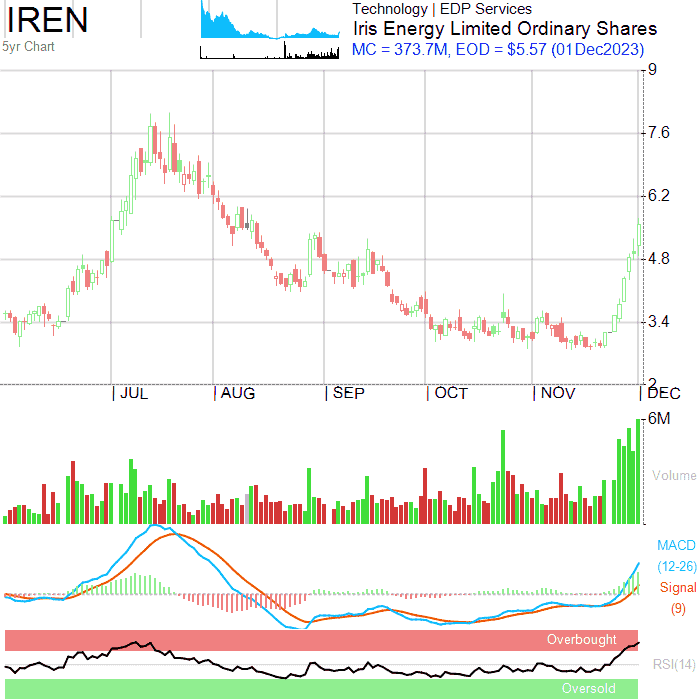 IREN
5yr Chart
Technology | EDP Services
Iris Energy Limited Ordinary Shares
MC = 373.7M, EOD = $5.57 (01Dec2023)
9
7.6
6.2
4.8
3.4
2
JUL AUG SEP OCT NOV DEC
6M
Volume
MACD
(12-26)
Signal
(9)
Overbought
RSI(14)
Oversold